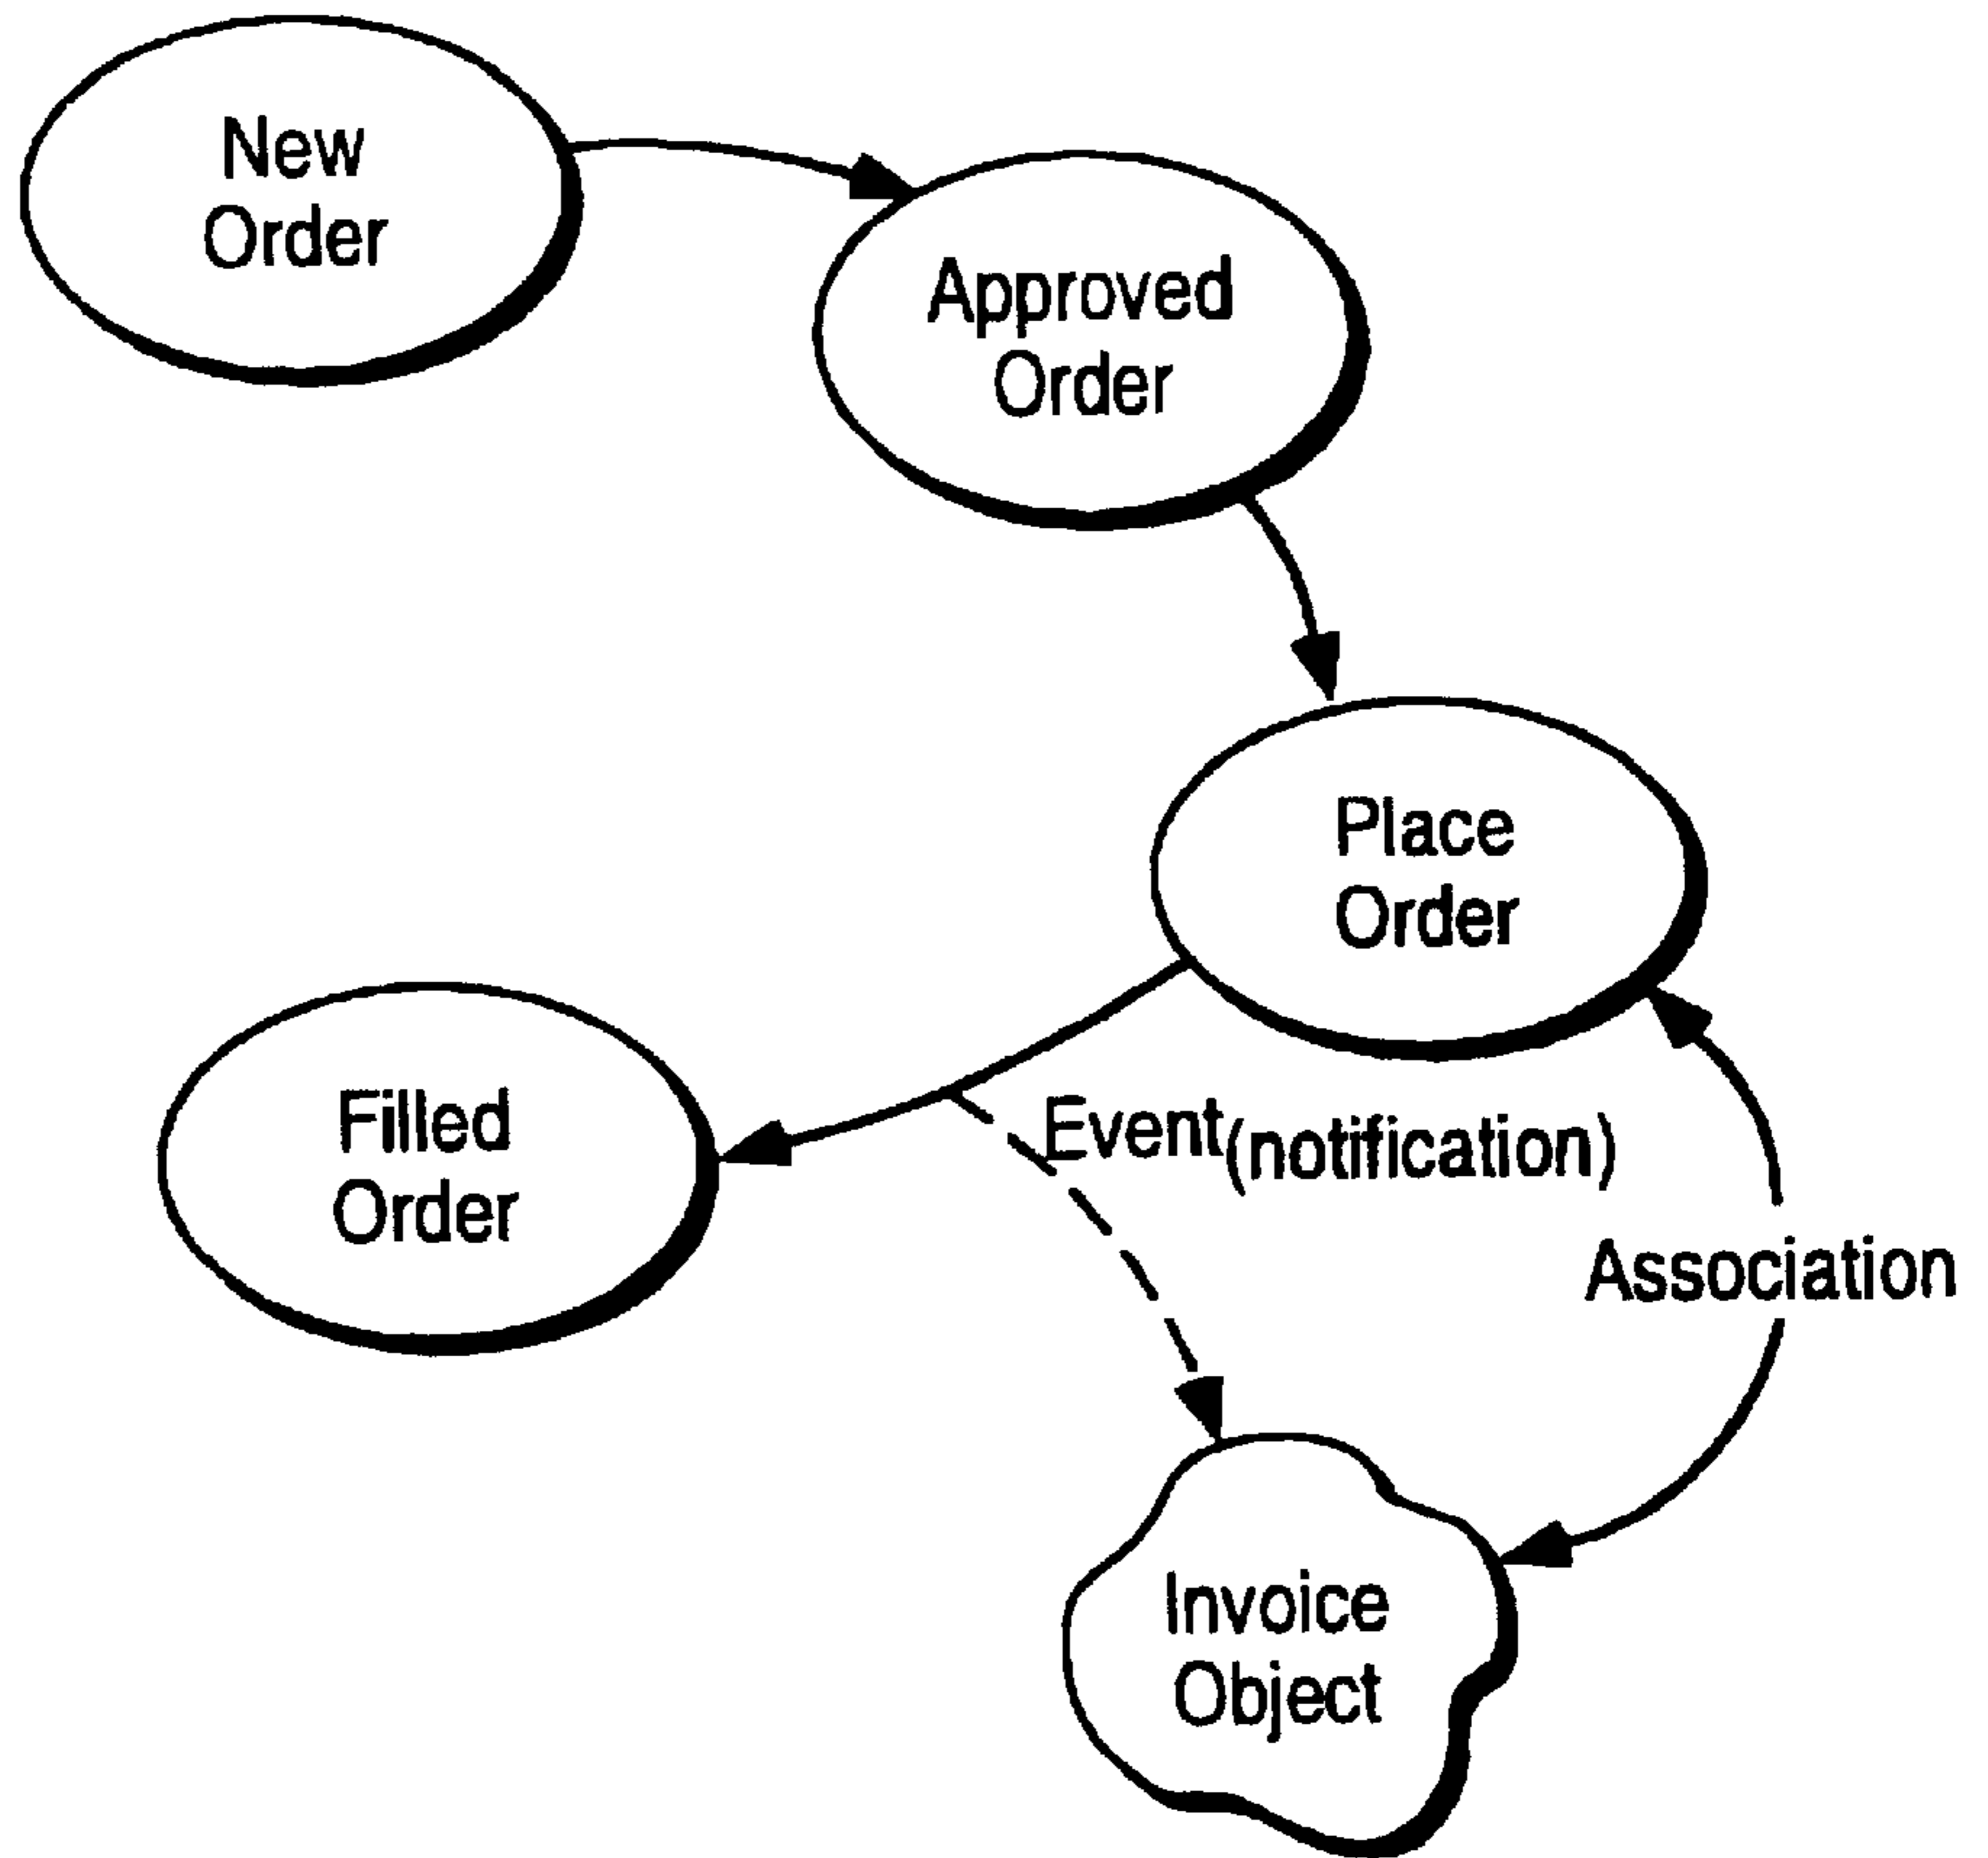 New
Order
Approved
Order
Place
Order
Filled
Order
Event(notification)
Association
Invoice
Object